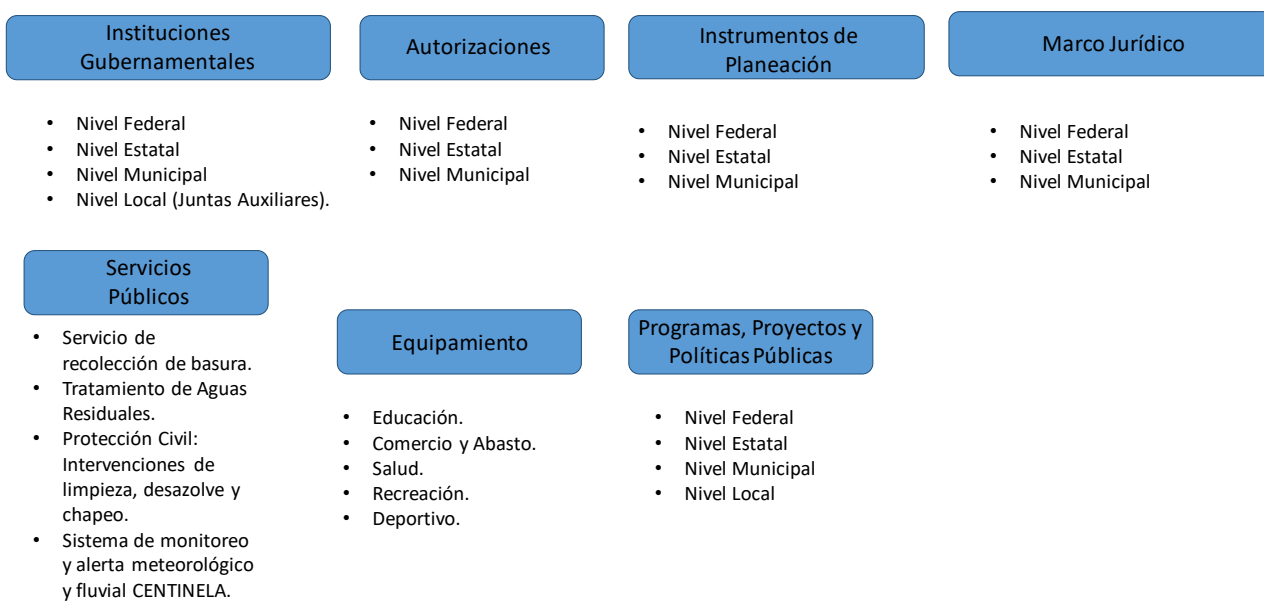 Instituciones
Gubernamentales
• Nivel Federal
• Nivel Estatal
• Nivel Municipal
• Nivel Local (Juntas Auxiliares).
Autorizaciones
• Nivel Federal
• Nivel Estatal
• Nivel Municipal
Instrumentos de
Planeación
• Nivel Federal
• Nivel Estatal
• Nivel Municipal
Marco Jurídico
• Nivel Federal
• Nivel Estatal
• Nivel Municipal
Servicios
Públicos
• Servicio de
recolección de basura.
• Tratamiento de Aguas
Residuales.
• Protección Civil:
Intervenciones de
limpieza, desazolve y
chapeo.
• Sistema de monitoreo
y alerta meteorológico
y fluvial CENTINELA.
Equipamiento
• Educación.
• Comercio y Abasto.
• Salud.
• Recreación.
• Deportivo.
Programas, Proyectos y
Políticas Públicas
• Nivel Federal
• Nivel Estatal
• Nivel Municipal
• Nivel Local